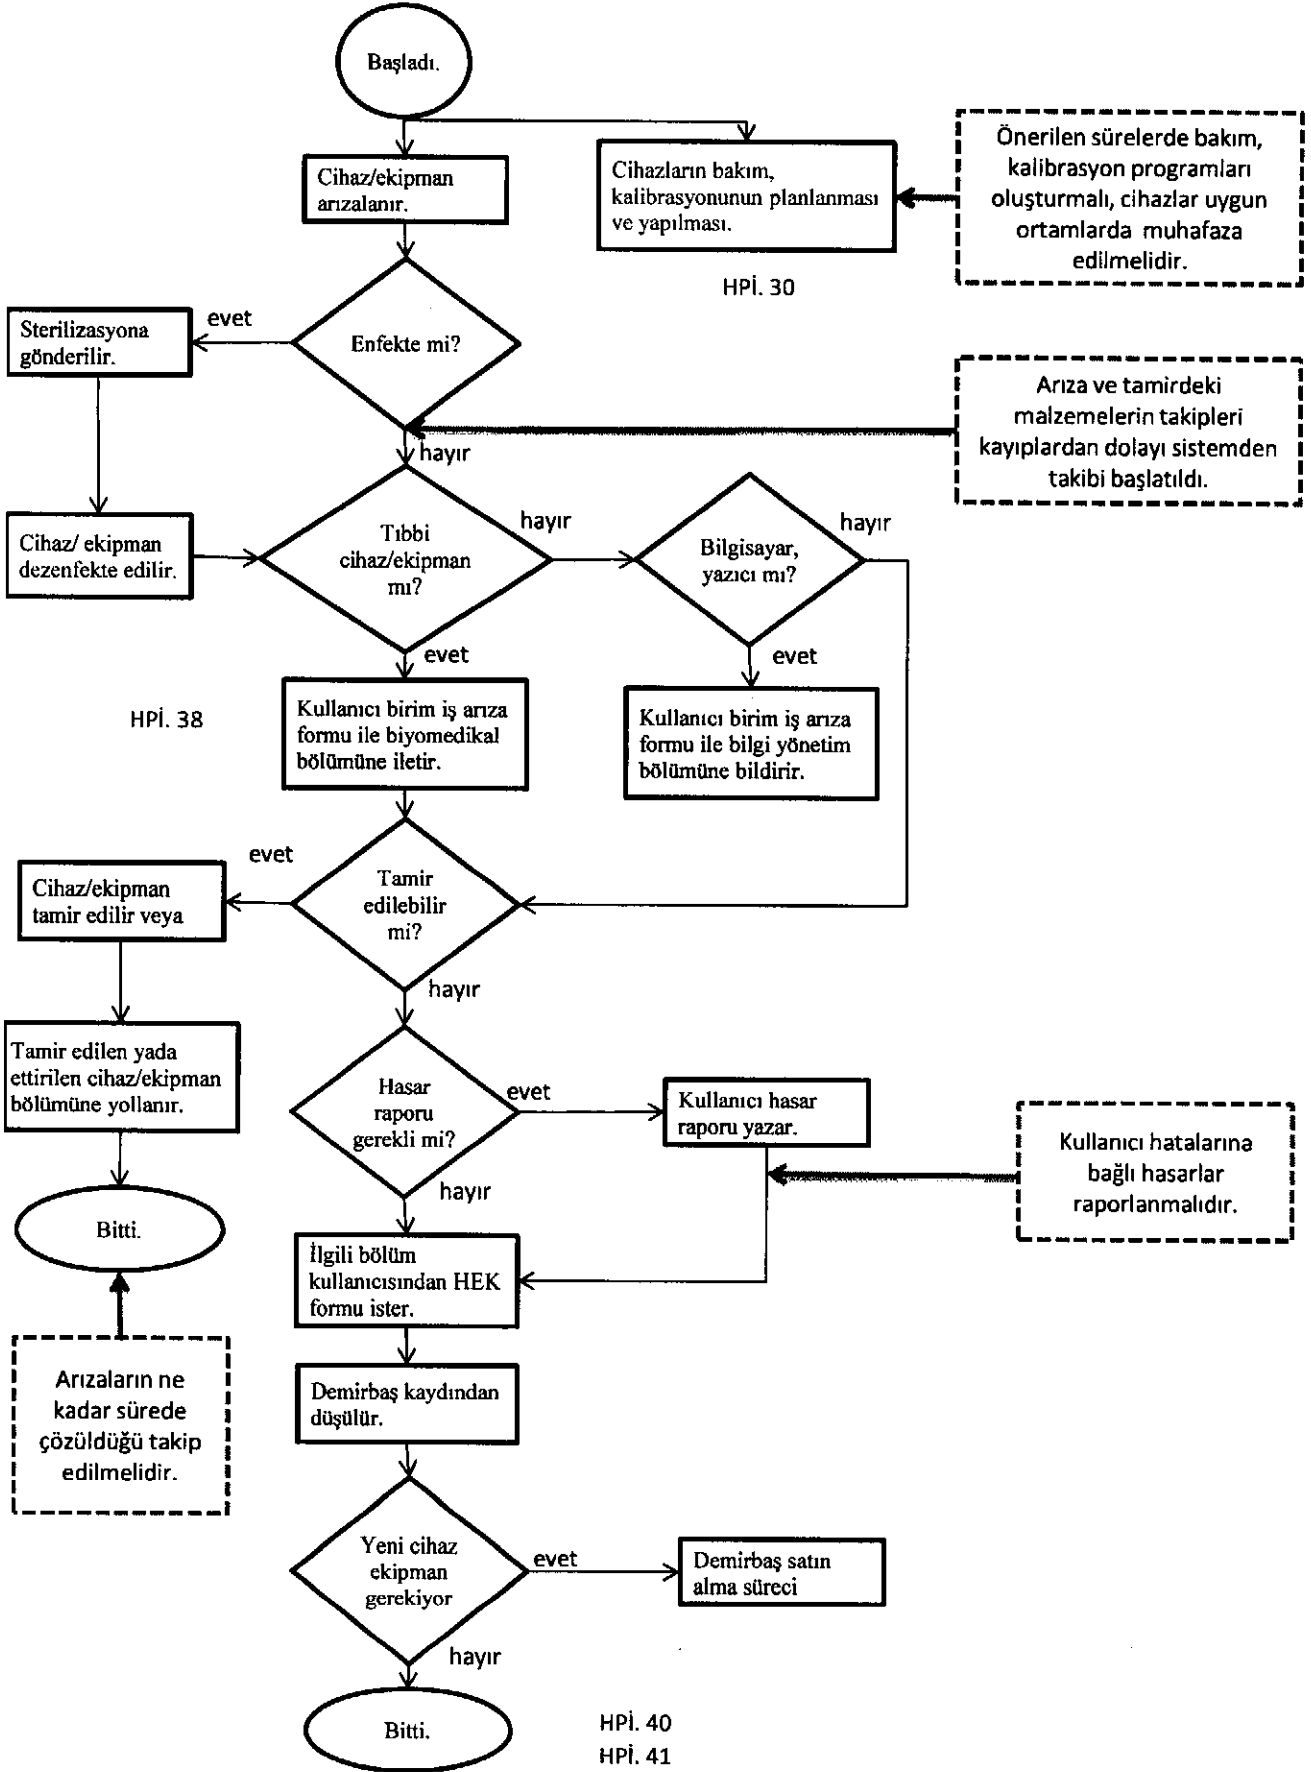 Başladı.
Cihaz/ekipman
arızalanır.
Cihazların bakım,
kalibrasyonunun planlanması
ve yapılması.
Önerilen sürelerde bakım,
kalibrasyon programları
oluşturmalı, cihazlar uygun
ortamlarda muhafaza
edilmelidir.
HPİ. 30
Enfekte mi?
evet
Sterilizasyona
gönderilir.
Arıza ve tamirdeki
malzemelerin takipleri
kayıplardan dolayı sistemden
takibi başlatıldı.
hayır
Cihaz/ ekipman
dezenfekte edilir.
Tıbbi
cihaz/ekipman
mı?
hayır
Bilgisayar,
yazıcı mı?
hayır
evet
evet
HPİ. 38
Kullanıcı birim iş arıza
formu ile biyomedikal
bölümüne iletir.
Kullanıcı birim iş arıza
formu ile bilgi yönetim
bölümüne bildirir.
Tamir
edilebilir
mi?
evet
Cihaz/ekipman
tamir edilir veya
hayır
Tamir edilen yada
ettirilen cihaz/ekipman
bölümüne yollanır.
Hasar
raporu
gerekli mi?
evet
Kullanıcı hasar
raporu yazar.
Kullanıcı hatalarına
bağlı hasarlar
raporlanmalıdır.
hayır
Bitti.
İlgili bölüm
kullanıcısından HEK
formu ister.
Arızaların ne
kadar sürede
çözüldüğü takip
edilmelidir.
Demirbaş kaydından
düşülür.
Yeni cihaz
ekipman
gerekiyor
evet
Demirbaş satın
alma süreci
hayır
Bitti.
HPİ. 40
HPİ. 41